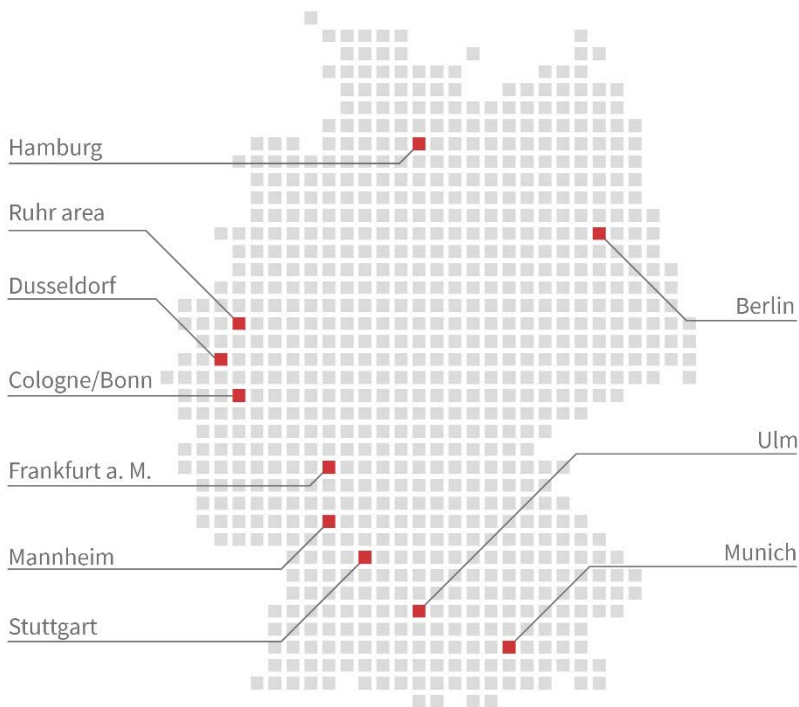 Hamburg
Ruhr area
Dusseldorf
Berlin
Cologne/Bonn
Ulm
Frankfurt a. M.
Mannheim
Munich
Stuttgart